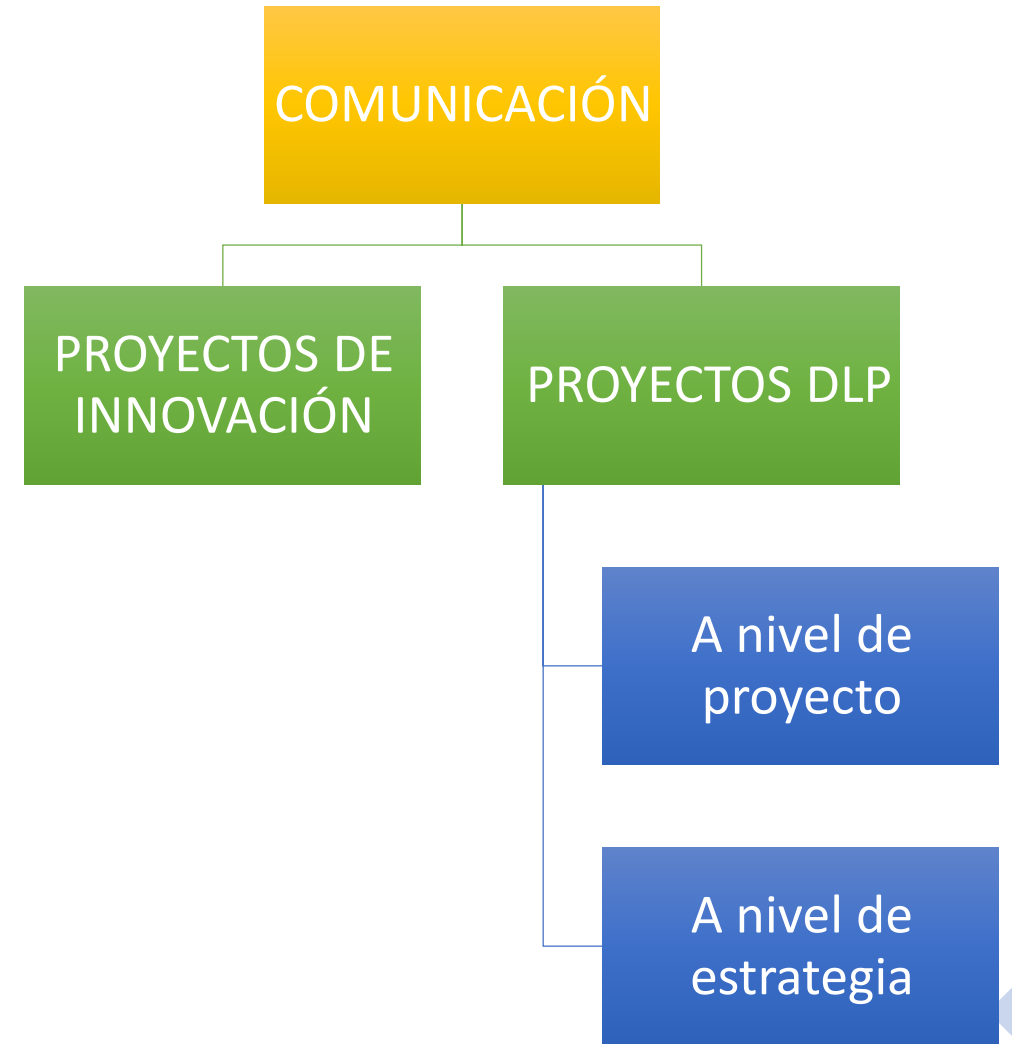 COMUNICACIÓN
PROYECTOS DE
INNOVACIÓN
PROYECTOS DLP
A nivel de
proyecto
A nivel de
estrategia